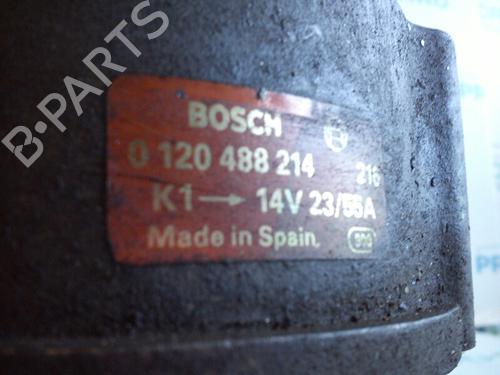 B-PARTS
BOSCH
0 120 488 214 216
K1→ 14V 23/55A
Made in Spain